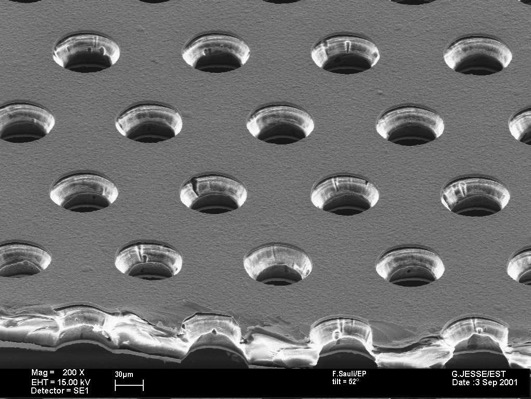 Mag = 200 X
EHT = 15.00 kV
Detector = SE1
30µm
F.Sauli/EP
tilt = 52°
G.JESSE/EST
Date :3 Sep 2001